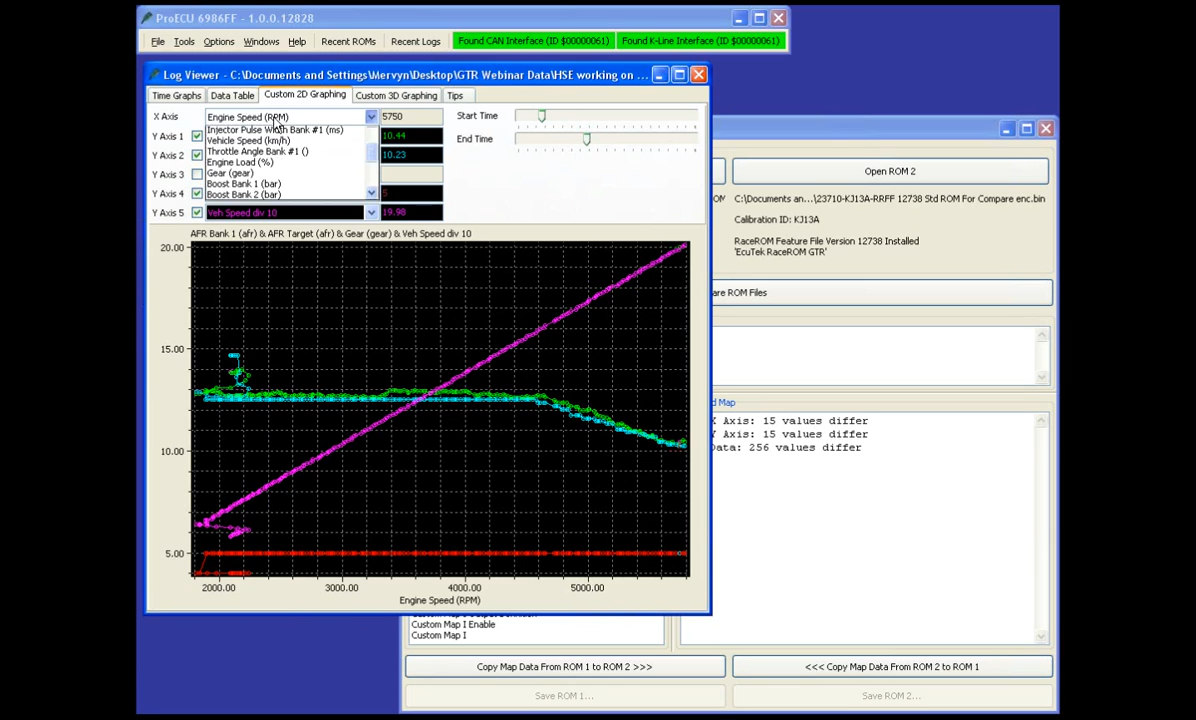 ProECU 6986FF - 1.0.0.12828
File Tools Options Windows Help Recent ROMs Recent Logs Found CAN Interface (ID $00000061) Found K-Line Interface (ID $00000061)
Log Viewer - C:\Documents and Settings\Mervyn\Desktop\GTR Webinar Data\HSE working on ...
Time Graphs Data Table Custom 2D Graphing Custom 3D Graphing Tips
X Axis Engine Speed (RPM) 5750 Start Time
Injector Pulse Width Bank #1 (ms)
Y Axis 1 Vehicle Speed (km/h) 10.44 End Time
Throttle Angle Bank #1 ()
Y Axis 2 Engine Load (%) 10.23
Y Axis 3 Gear (gear)
Boost Bank 1 (bar)
Y Axis 4 Boost Bank 2 (bar) 5
Y Axis 5 Veh Speed div 10 19.98
AFR Bank 1 (afr) & AFR Target (afr) & Gear (gear) & Veh Speed div 10
20.00
15.00
10.00
5.00
2000.00 3000.00 4000.00 5000.00
Engine Speed (RPM)
Open ROM 2
OM C:\Documents an...\23710-KJ13A-RRFF 12738 Std ROM For Compare enc.bin
Calibration ID: KJ13A
RaceROM Feature File Version 12738 Installed
'EcuTek RaceROM GTR'
are ROM Files
d Map
X Axis: 15 values differ
Y Axis: 15 values differ
Data: 256 values differ
Custom Map I Enable
Custom Map I
Copy Map Data From ROM 1 to ROM 2 >>> <<< Copy Map Data From ROM 2 to ROM 1
Save ROM 1... Save ROM 2...